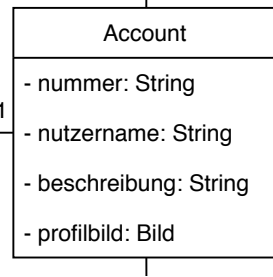 Account
1
- nummer: String
- nutzername: String
- beschreibung: String
- profilbild: Bild